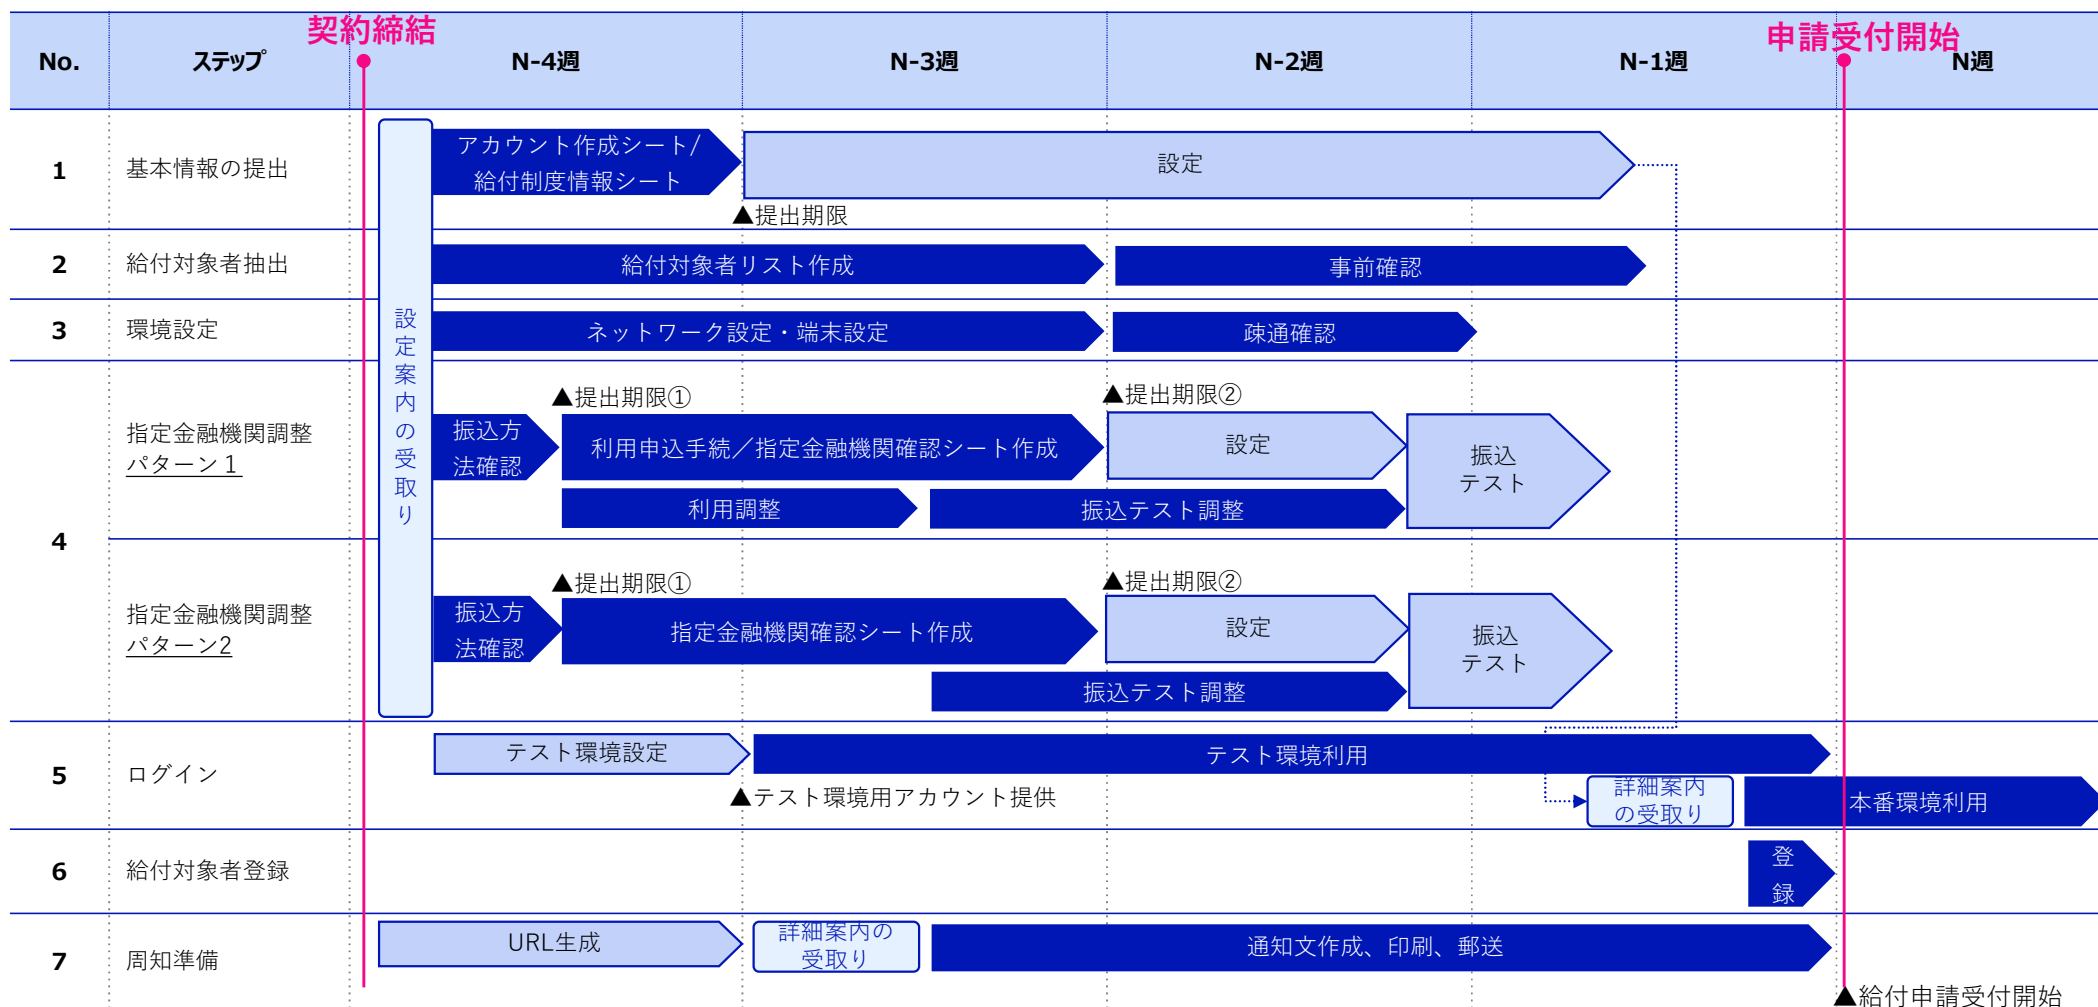 契約締結
申請受付開始
No.
ステップ
N-4週
N-3週
N-2週
N-1週
N週
設定案内の受取り
1
基本情報の提出
アカウント作成シート/
給付制度情報シート
設定
▲提出期限
2
給付対象者抽出
給付対象者リスト作成
事前確認
3
環境設定
ネットワーク設定・端末設定
疎通確認
4
指定金融機関調整
パターン１
▲提出期限①
▲提出期限②
振込方
法確認
利用申込手続／指定金融機関確認シート作成
設定
振込
テスト
利用調整
振込テスト調整
指定金融機関調整
パターン2
▲提出期限①
▲提出期限②
振込方
法確認
指定金融機関確認シート作成
設定
振込
テスト
振込テスト調整
5
ログイン
テスト環境設定
テスト環境利用
▲テスト環境用アカウント提供
詳細案内
の受取り
本番環境利用
6
給付対象者登録
登
録
7
周知準備
URL生成
詳細案内の
受取り
通知文作成、印刷、郵送
▲給付申請受付開始